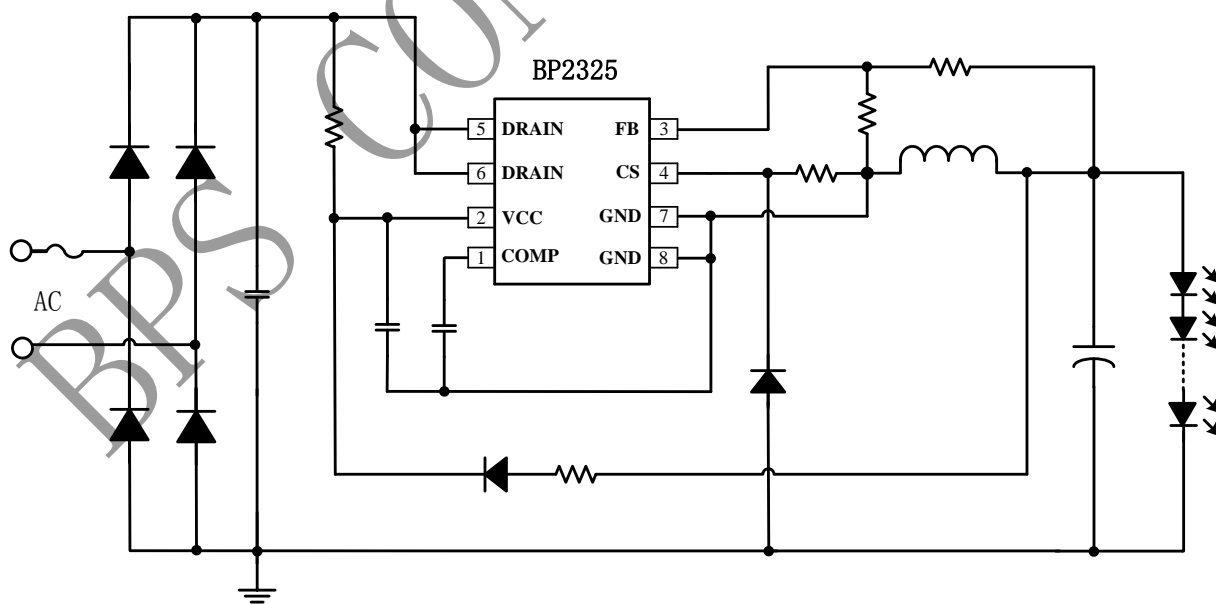 BP2325
5 DRAIN
FB 3
6 DRAIN
CS 4
2 VCC
GND 7
1 COMP
GND 8
AC
BPS CON